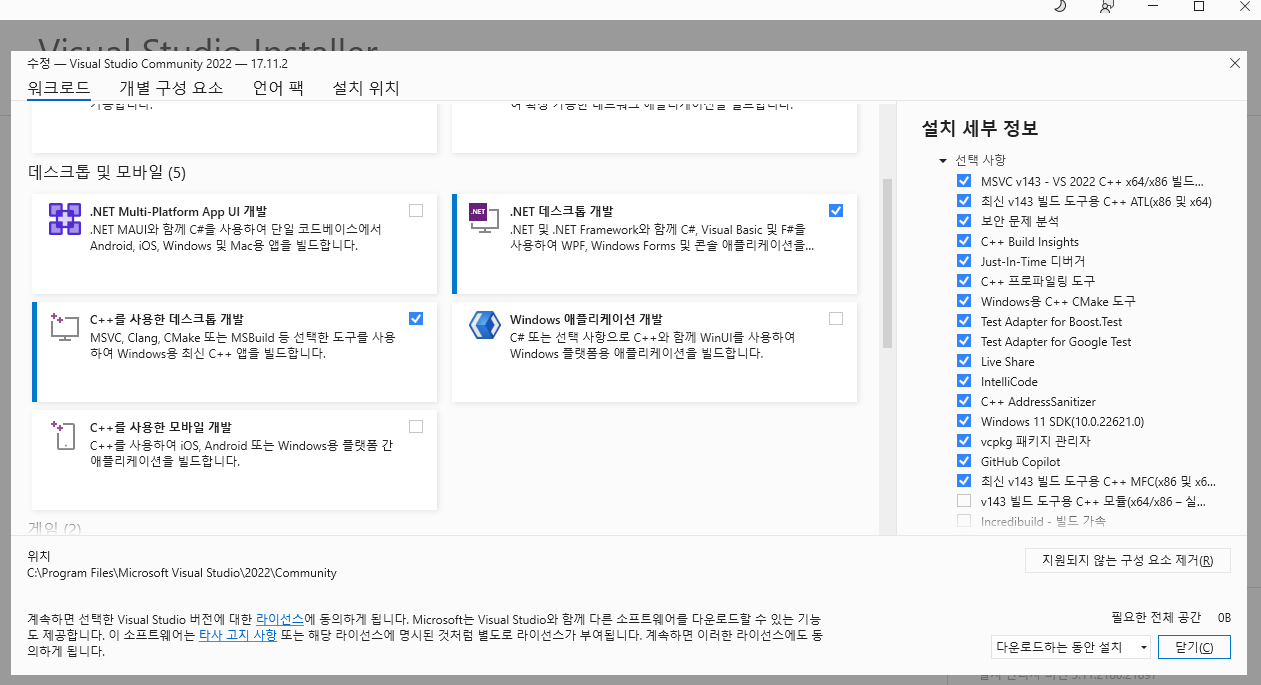 Visual Studio Installer
수정 — Visual Studio Community 2022 — 17.11.2
워크로드 개별 구성 요소 언어 팩 설치 위치
데스크톱 및 모바일 (5)
.NET Multi-Platform App UI 개발
.NET MAUI와 함께 C#을 사용하여 단일 코드베이스에서
Android, iOS, Windows 및 Mac용 앱을 빌드합니다.
.NET
.NET 데스크톱 개발
.NET 및 .NET Framework와 함께 C#, Visual Basic 및 F#을
사용하여 WPF, Windows Forms 및 콘솔 애플리케이션을...
C++를 사용한 데스크톱 개발
MSVC, Clang, CMake 또는 MSBuild 등 선택한 도구를 사용
하여 Windows용 최신 C++ 앱을 빌드합니다.
Windows 애플리케이션 개발
C# 또는 선택 사항으로 C++와 함께 WinUI를 사용하여
Windows 플랫폼용 애플리케이션을 빌드합니다.
C++를 사용한 모바일 개발
C++를 사용하여 iOS, Android 또는 Windows용 플랫폼 간
애플리케이션을 빌드합니다.
게임 (2)
설치 세부 정보
선택 사항
MSVC v143 - VS 2022 C++ x64/x86 빌드...
최신 v143 빌드 도구용 C++ ATL(x86 및 x64)
보안 문제 분석
C++ Build Insights
Just-In-Time 디버거
C++ 프로파일링 도구
Windows용 C++ CMake 도구
Test Adapter for Boost.Test
Test Adapter for Google Test
Live Share
IntelliCode
C++ AddressSanitizer
Windows 11 SDK(10.0.22621.0)
vcpkg 패키지 관리자
GitHub Copilot
최신 v143 빌드 도구용 C++ MFC(x86 및 x6...
v143 빌드 도구용 C++ 모듈(x64/x86 – 실...
Incredibuild - 빌드 가속
위치
C:\Program Files\Microsoft Visual Studio\2022\Community
지원되지 않는 구성 요소 제거(R)
계속하면 선택한 Visual Studio 버전에 대한 라이선스에 동의하게 됩니다. Microsoft는 Visual Studio와 함께 다른 소프트웨어를 다운로드할 수 있는 기능
도 제공합니다. 이 소프트웨어는 타사 고지 사항 또는 해당 라이선스에 명시된 것처럼 별도로 라이선스가 부여됩니다. 계속하면 이러한 라이선스에도 동
의하게 됩니다.
필요한 전체 공간 0B
다운로드하는 동안 설치
닫기(C)